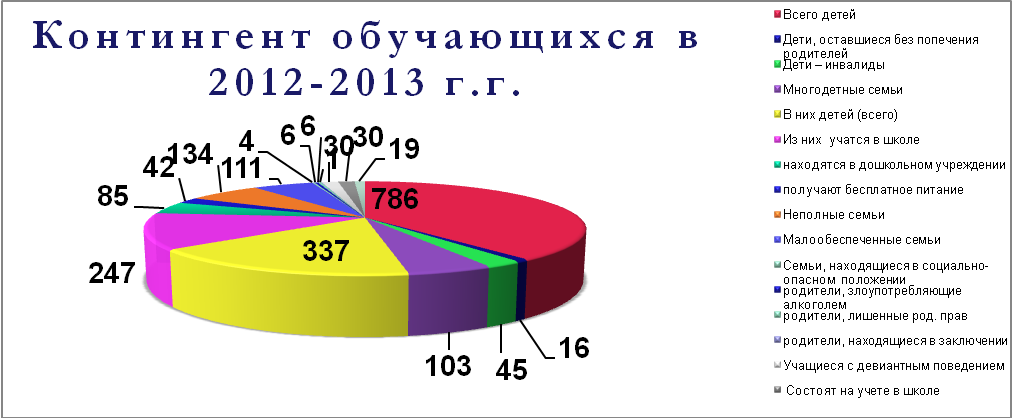 Контингент обучающихся в
2012-2013 г.г.
786
16
45
103
337
247
85
42
134
111
4
6
6
1
30
30
19
Всего детей
Дети, оставшиеся без попечения
родителей
Дети – инвалиды
Многодетные семьи
В них детей (всего)
Из них учатся в школе
находятся в дошкольном учреждении
получают бесплатное питание
Неполные семьи
Малообеспеченные семьи
Семьи, находящиеся в социально-
опасном положении
родители, злоупотребляющие
алкоголем
родители, лишенные род. прав
родители, находящиеся в заключении
Учащиеся с девиантным поведением
Состоят на учете в школе